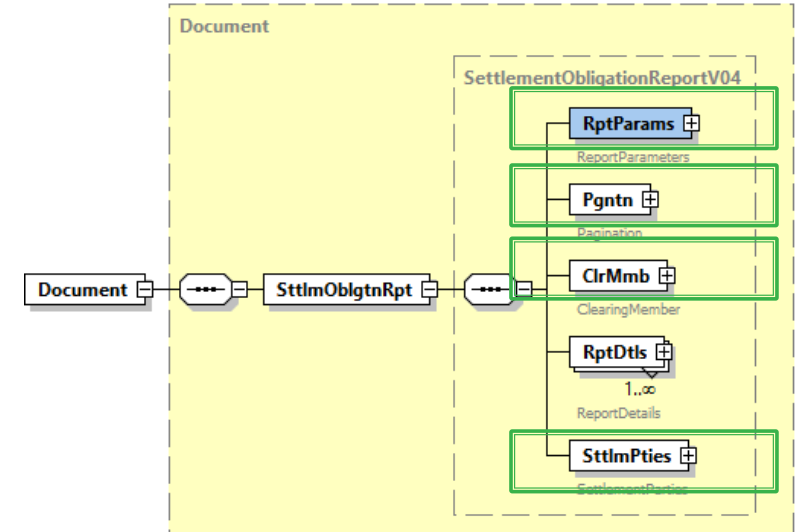 Document
SettlementObligationReportV04
RptParams
ReportParameters
Pgntn
Pagination
Document
SttlmOblgtnRpt
ClrMmb
ClearingMember
RptDtls
1..∞
ReportDetails
SttlmPties
SettlementParties